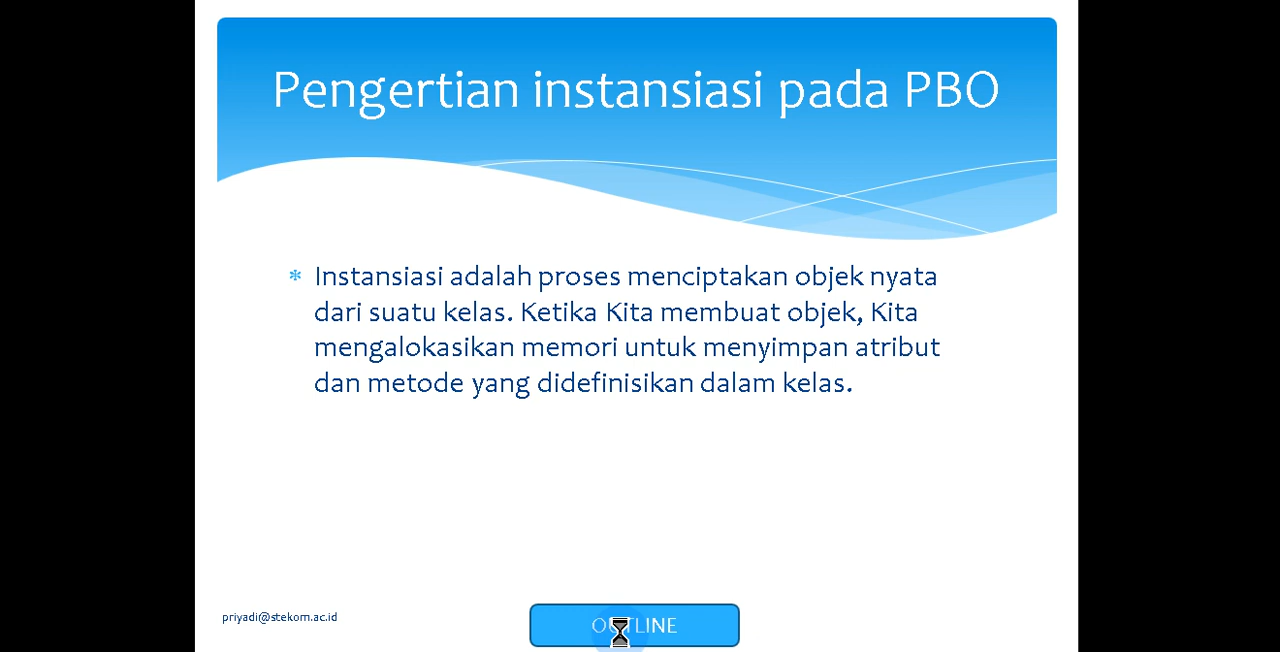 Pengertian instansiasi pada PBO
* Instansiasi adalah proses menciptakan objek nyata
dari suatu kelas. Ketika Kita membuat objek, Kita
mengalokasikan memori untuk menyimpan atribut
dan metode yang didefinisikan dalam kelas.
priyadi@stekom.ac.id
OUTLINE